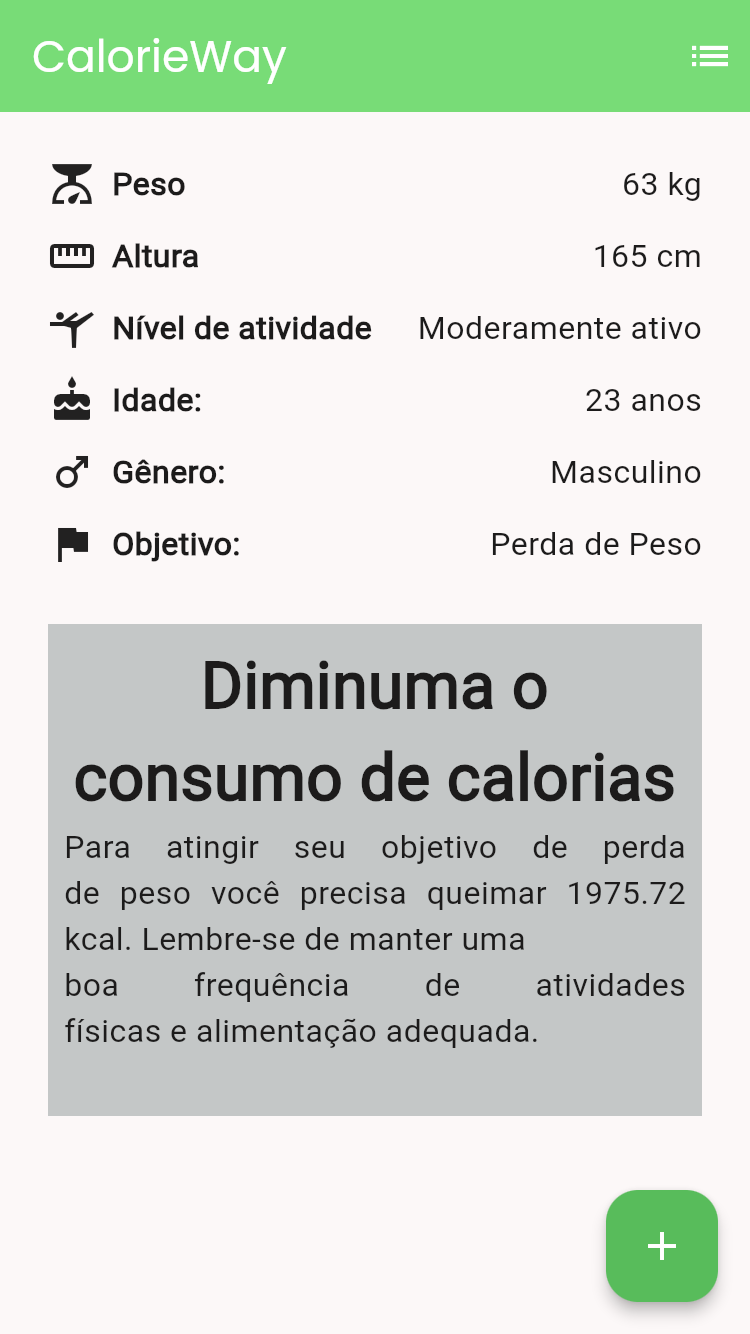 CalorieWay
Peso 63 kg
Altura 165 cm
Nível de atividade Moderamente ativo
Idade: 23 anos
Gênero: Masculino
Objetivo: Perda de Peso
Diminuma o
consumo de calorias
Para atingir seu objetivo de perda
de peso você precisa queimar 1975.72
kcal. Lembre-se de manter uma
boa frequência de atividades
físicas e alimentação adequada.